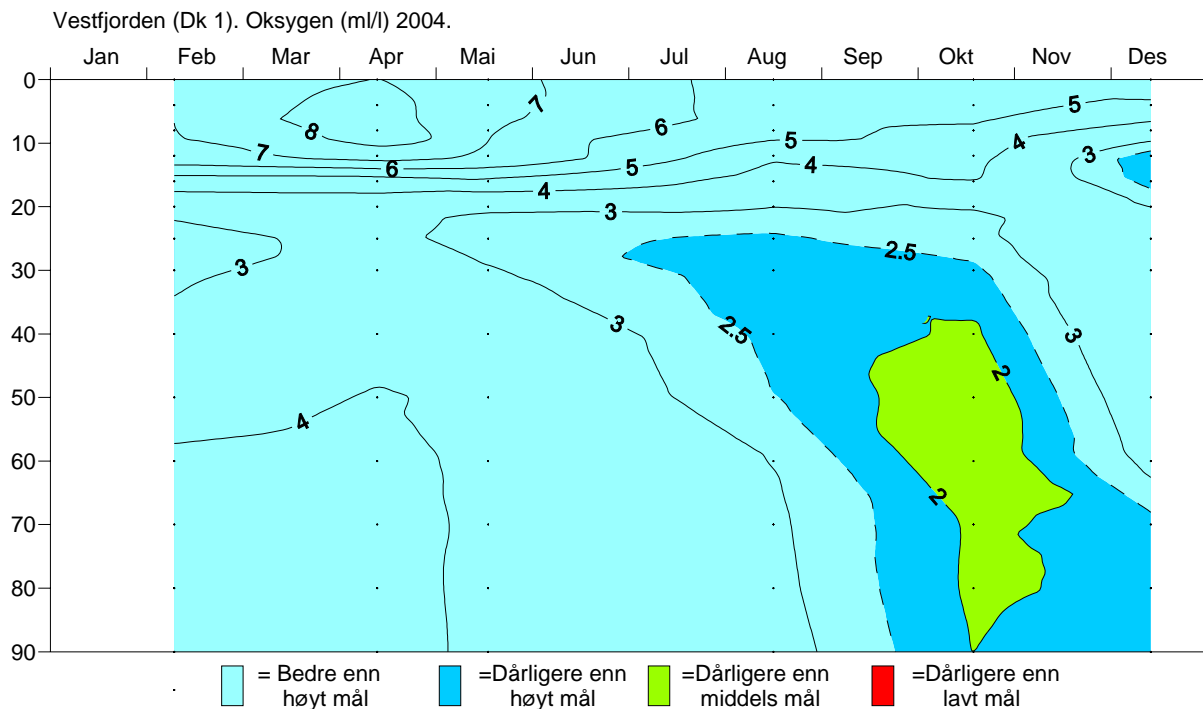 Vestfjorden (Dk 1). Oksygen (ml/l) 2004.
Jan Feb Mar Apr Mai Jun Jul Aug Sep Okt Nov Des
0
10
20
30
40
50
60
70
80
90
8 7 7 6 5 4
7 6 5 4 3
6 5 4 3
3 3 2.5
4 2.5 2 3
2
= Bedre enn =Dårligere enn =Dårligere enn =Dårligere enn
høyt mål høyt mål middels mål lavt mål